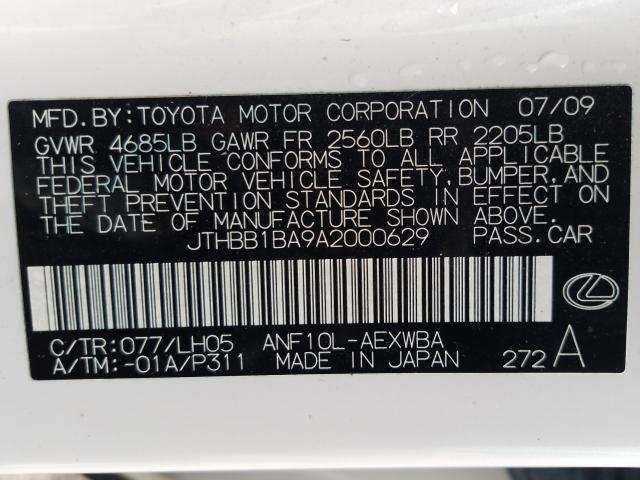 MFD.BY:TOYOTA MOTOR CORPORATION 07/09
GVWR 4685LB GAWR FR 2560LB RR 2205LB
THIS VEHICLE CONFORMS TO ALL APPLICABLE
FEDERAL MOTOR VEHICLE SAFETY,BUMPER,AND
THEFT PREVENTION STANDARDS IN EFFECT ON
THE DATE OF MANUFACTURE SHOWN ABOVE.
JTHBB1BA9A2000629 PASS.CAR
C/TR:077/LH05 ANF10L-AEXWBA
A/TM:-01A/P311 MADE IN JAPAN 272 A